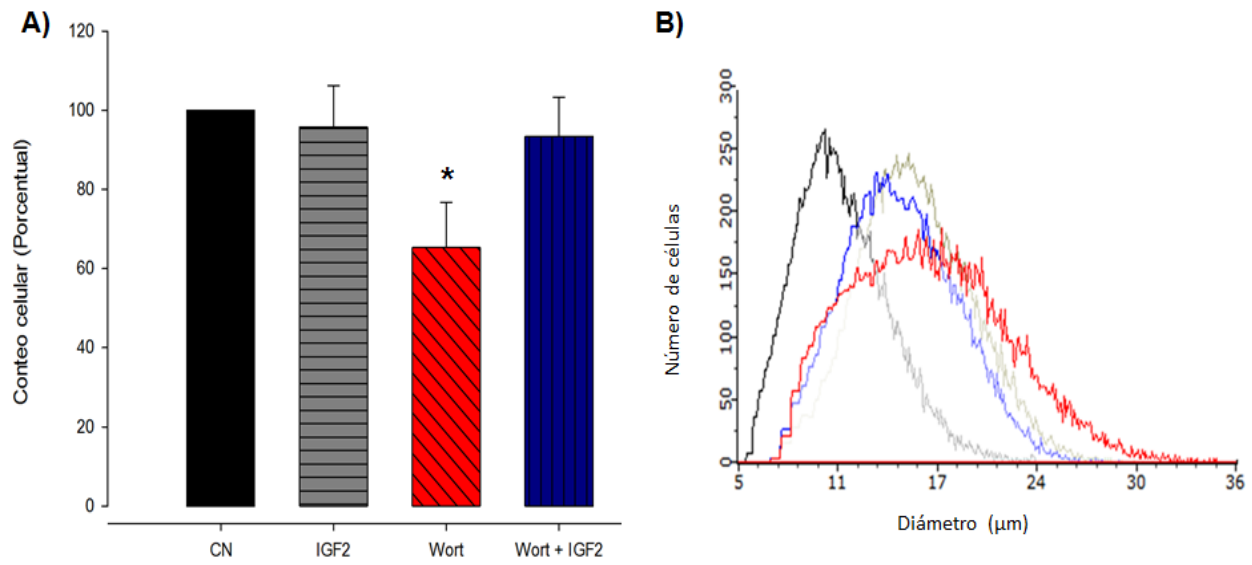 A)
Conteo celular (Porcentual)
120
100
80
60
40
20
0
*
CN
IGF2
Wort
Wort + IGF2
B)
Número de células
300
250
200
150
100
50
0
5
11
17
24
30
36
Diámetro (µm)